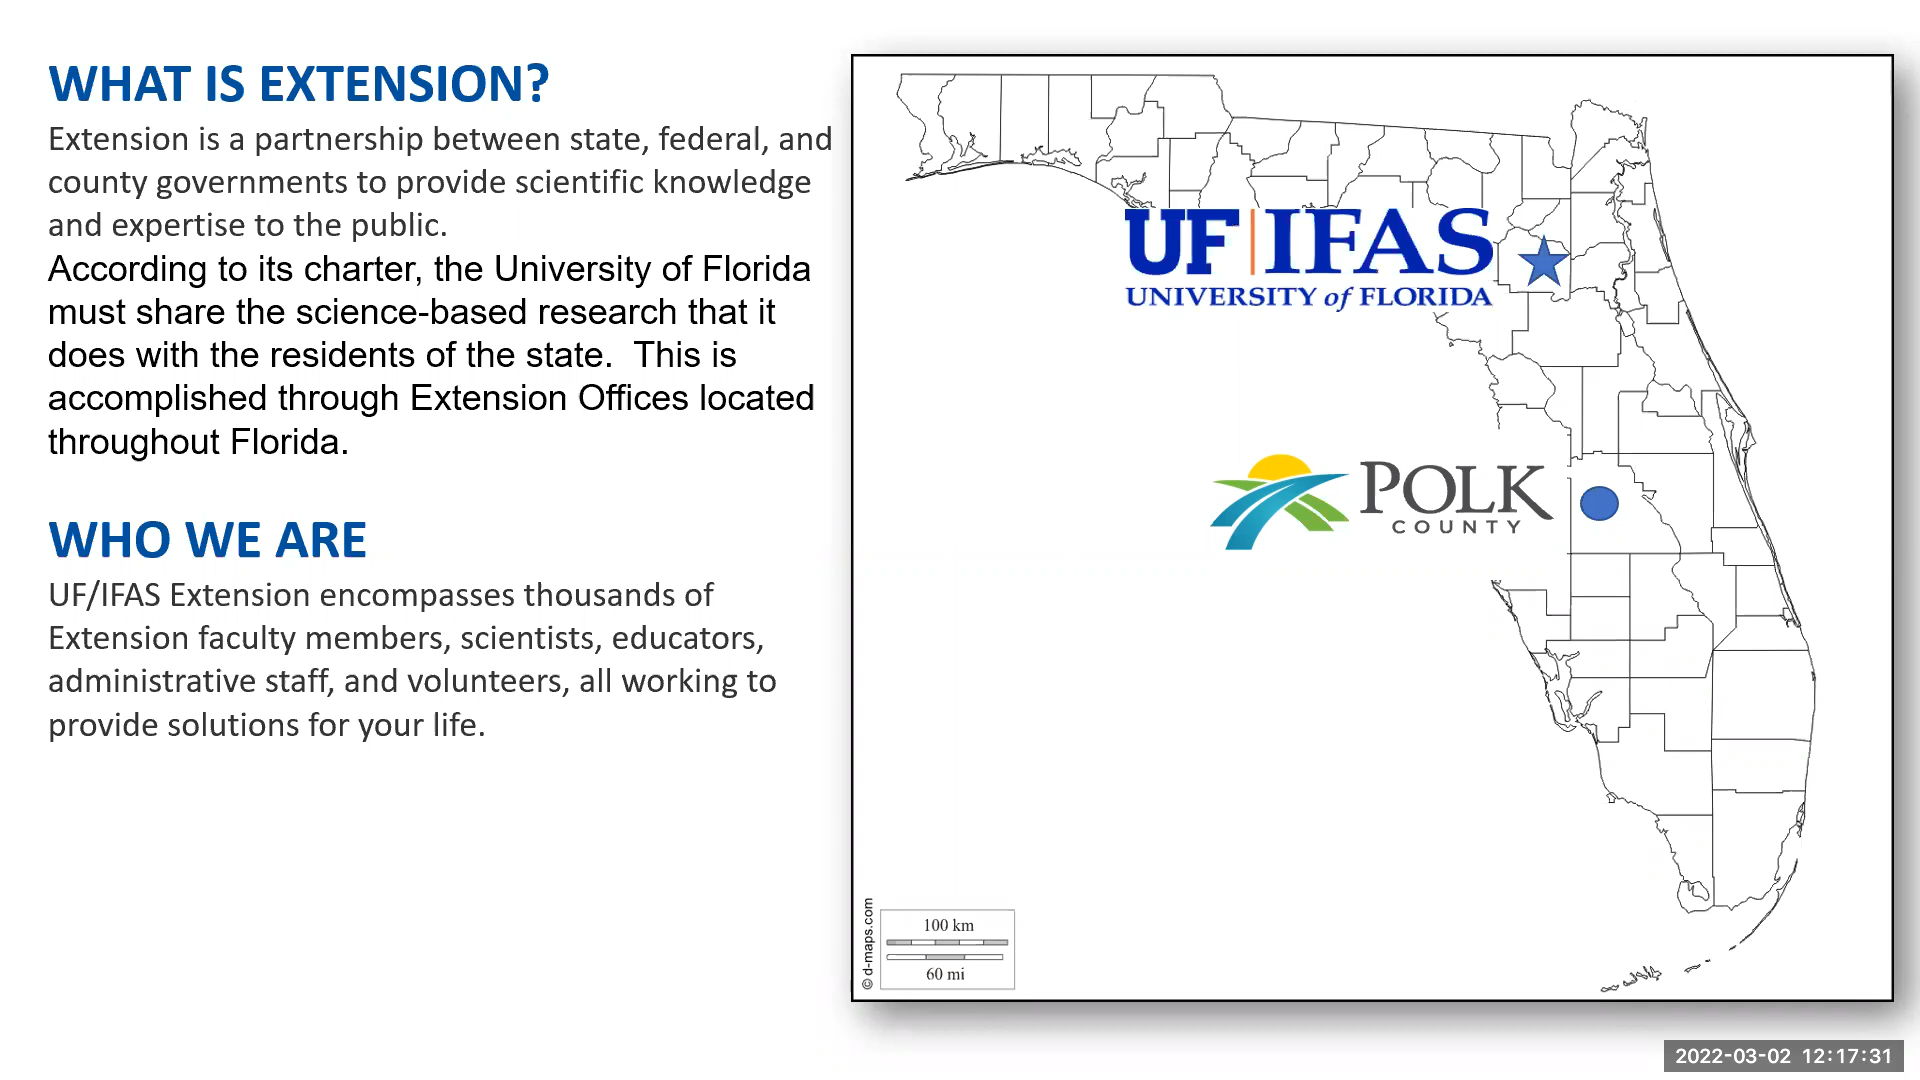 WHAT IS EXTENSION?
Extension is a partnership between state, federal, and
county governments to provide scientific knowledge
and expertise to the public.
According to its charter, the University of Florida
must share the science-based research that it
does with the residents of the state.  This is
accomplished through Extension Offices located
throughout Florida.
WHO WE ARE
UF/IFAS Extension encompasses thousands of
Extension faculty members, scientists, educators,
administrative staff, and volunteers, all working to
provide solutions for your life.
UF|IFAS
UNIVERSITY of FLORIDA
POLK
COUNTY
© d-maps.com
100 km
60 mi
2022-03-02 12:17:31